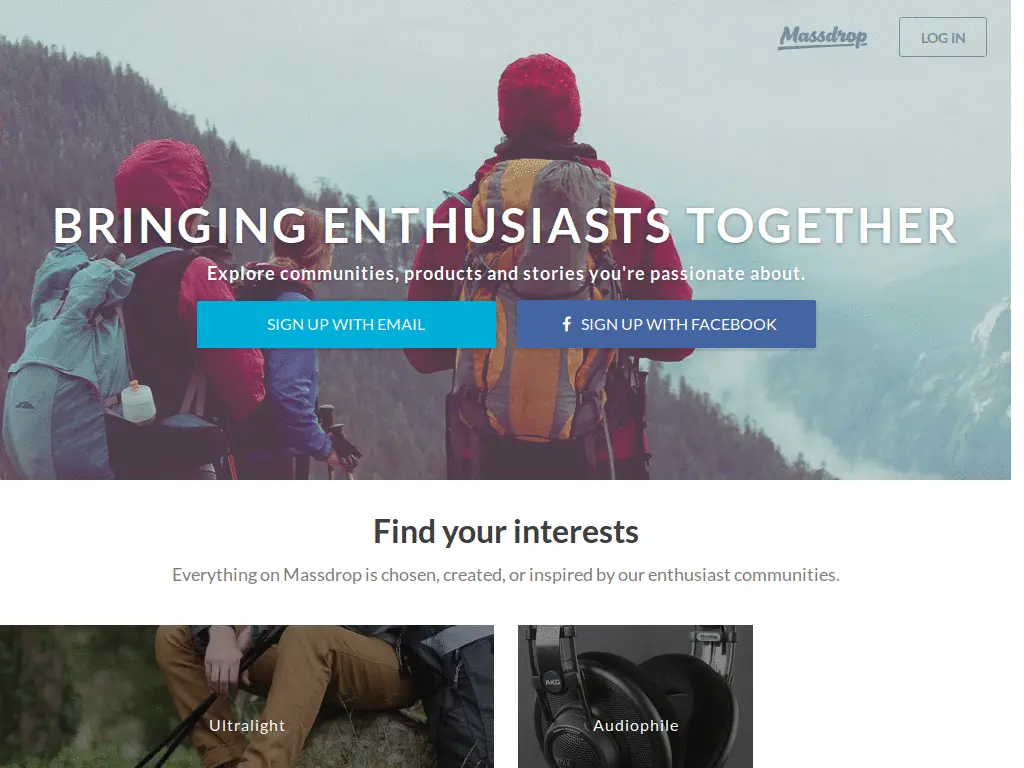 Massdrop
LOG IN
BRINGING ENTHUSIASTS TOGETHER
Explore communities, products and stories you're passionate about.
SIGN UP WITH EMAIL
SIGN UP WITH FACEBOOK
Find your interests
Everything on Massdrop is chosen, created, or inspired by our enthusiast communities.
AKG
Ultralight
Audiophile